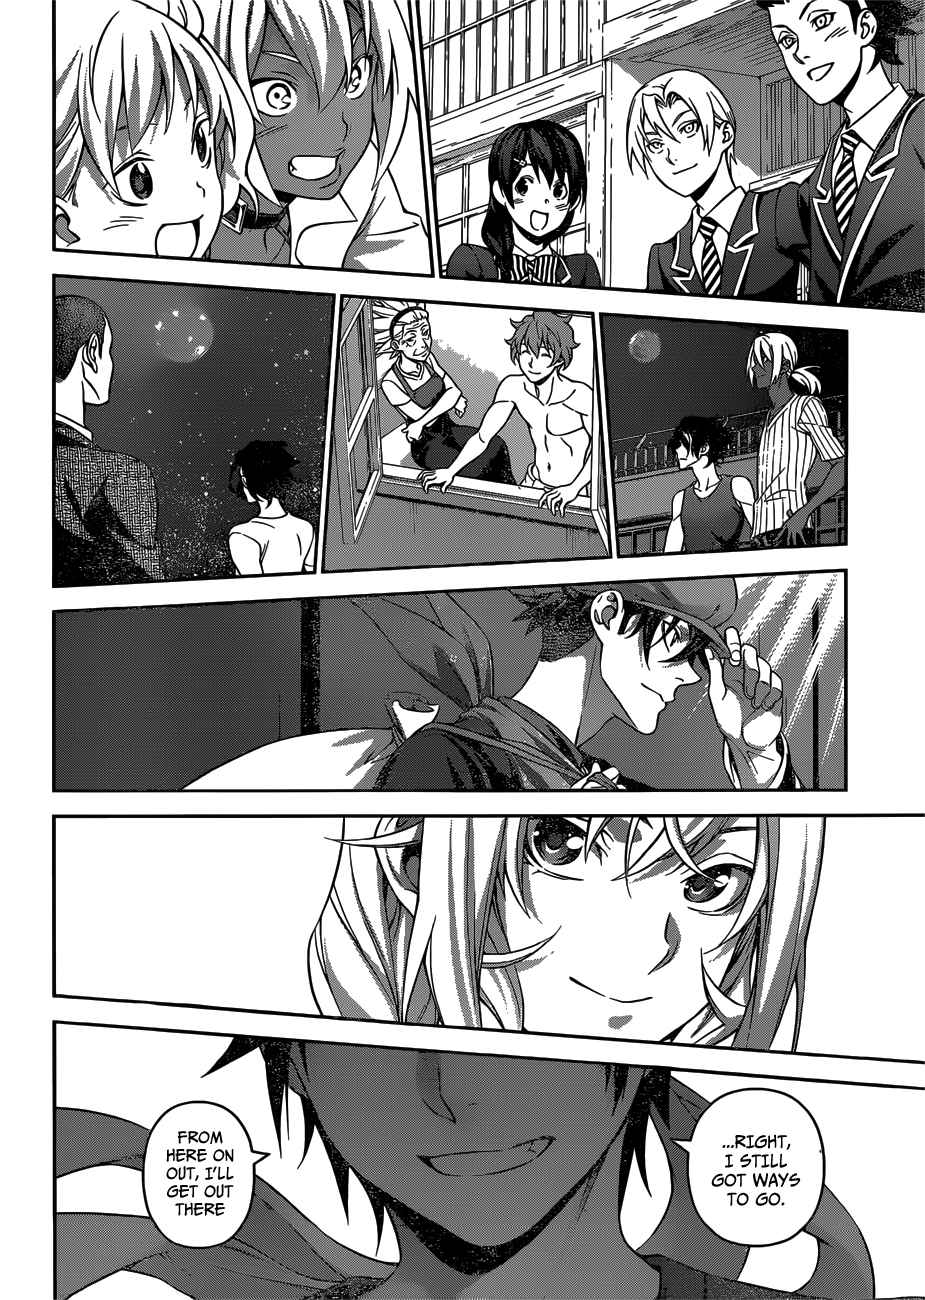 ...RIGHT,
I STILL
GOT WAYS
TO GO.
FROM
HERE ON
OUT, I'LL
GET OUT
THERE